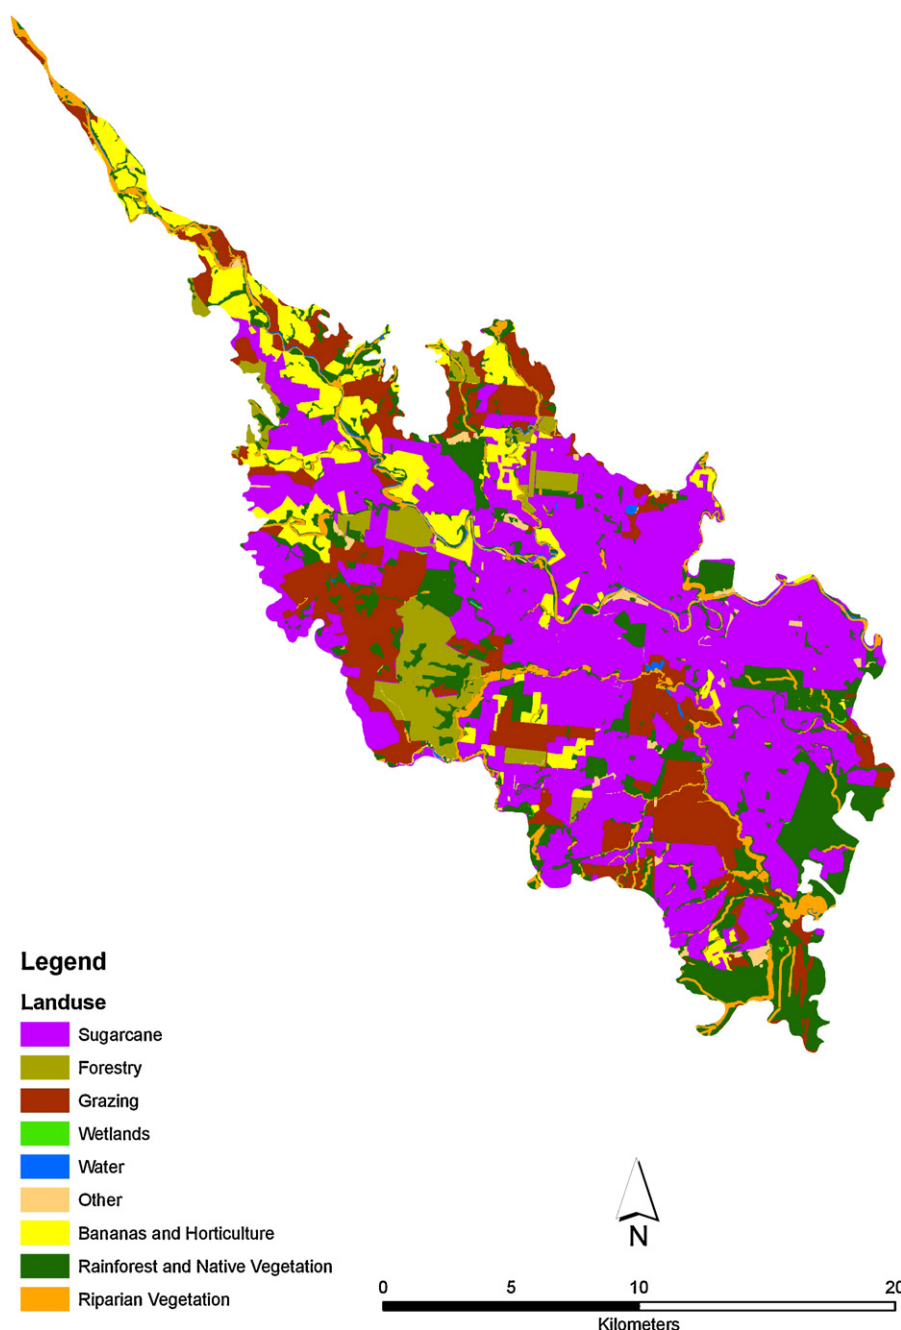 Legend
Landuse
Sugarcane
Forestry
Grazing
Wetlands
Water
Other
Bananas and Horticulture
Rainforest and Native Vegetation
Riparian Vegetation
N
0 5 10 20
Kilometers